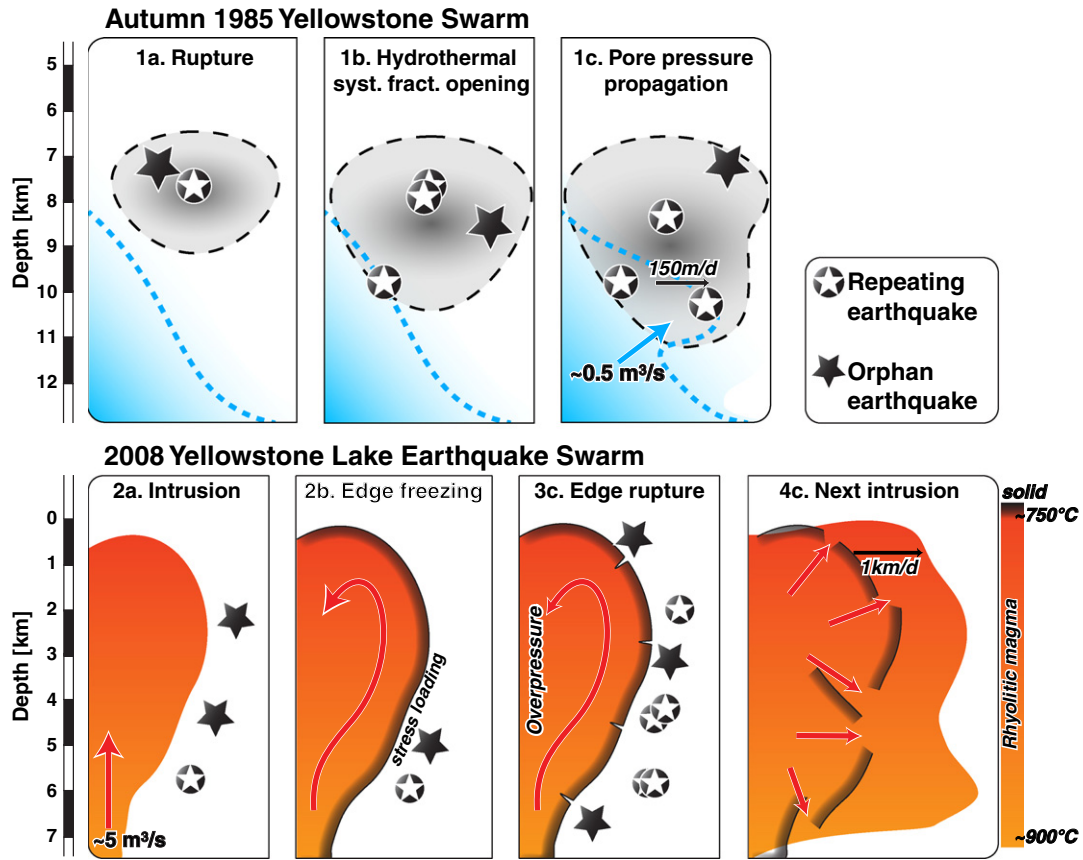 Autumn 1985 Yellowstone Swarm
1a. Rupture
1b. Hydrothermal
syst. fract. opening
1c. Pore pressure
propagation
Depth [km]
5
6
7
8
9
10
11
12
150m/d
~0.5 m³/s
Repeating
earthquake
Orphan
earthquake
2008 Yellowstone Lake Earthquake Swarm
2a. Intrusion
2b. Edge freezing
3c. Edge rupture
4c. Next intrusion
Depth [km]
0
1
2
3
4
5
6
7
~5 m³/s
stress loading
Overpressure
1km/d
solid
~750°C
Rhyolitic magma
~900°C